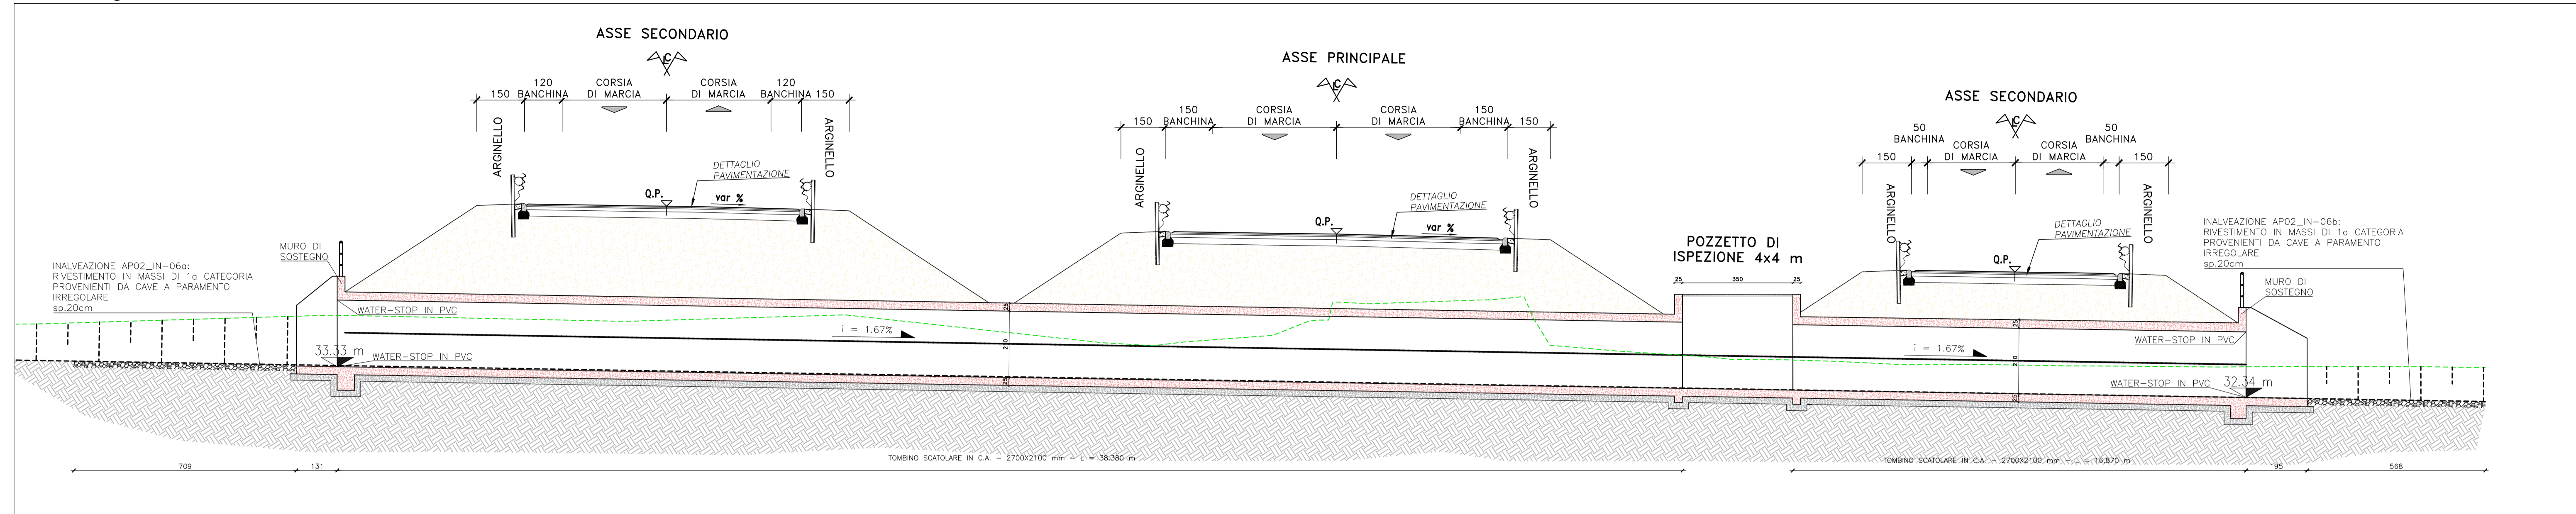 ASSE SECONDARIO
℄
120
CORSIA
CORSIA
120
150
BANCHINA
DI MARCIA
DI MARCIA
BANCHINA
150
ARGINELLO
ARGINELLO
DETTAGLIO
PAVIMENTAZIONE
Q.P.
var %
ASSE PRINCIPALE
℄
150
CORSIA
CORSIA
150
150
BANCHINA
DI MARCIA
DI MARCIA
BANCHINA
150
ARGINELLO
ARGINELLO
DETTAGLIO
PAVIMENTAZIONE
Q.P.
var %
ASSE SECONDARIO
℄
50
BANCHINA
50
BANCHINA
CORSIA
DI MARCIA
CORSIA
DI MARCIA
150
150
ARGINELLO
ARGINELLO
DETTAGLIO
PAVIMENTAZIONE
Q.P.
POZZETTO DI
ISPEZIONE 4x4 m
25
350
25
MURO DI
SOSTEGNO
INALVEAZIONE AP02_IN-06a:
RIVESTIMENTO IN MASSI DI 1a CATEGORIA
PROVENIENTI DA CAVE A PARAMENTO
IRREGOLARE
sp.20cm
INALVEAZIONE AP02_IN-06b:
RIVESTIMENTO IN MASSI DI 1a CATEGORIA
PROVENIENTI DA CAVE A PARAMENTO
IRREGOLARE
sp.20cm
MURO DI
SOSTEGNO
WATER-STOP IN PVC
33.33 m
WATER-STOP IN PVC
i = 1.67%
25
210
25
i = 1.67%
25
210
25
WATER-STOP IN PVC
WATER-STOP IN PVC
32.34 m
709
131
TOMBINO SCATOLARE IN C.A. - 2700X2100 mm - L = 38.380 m
TOMBINO SCATOLARE IN C.A. - 2700X2100 mm - L = 16,870 m
195
568